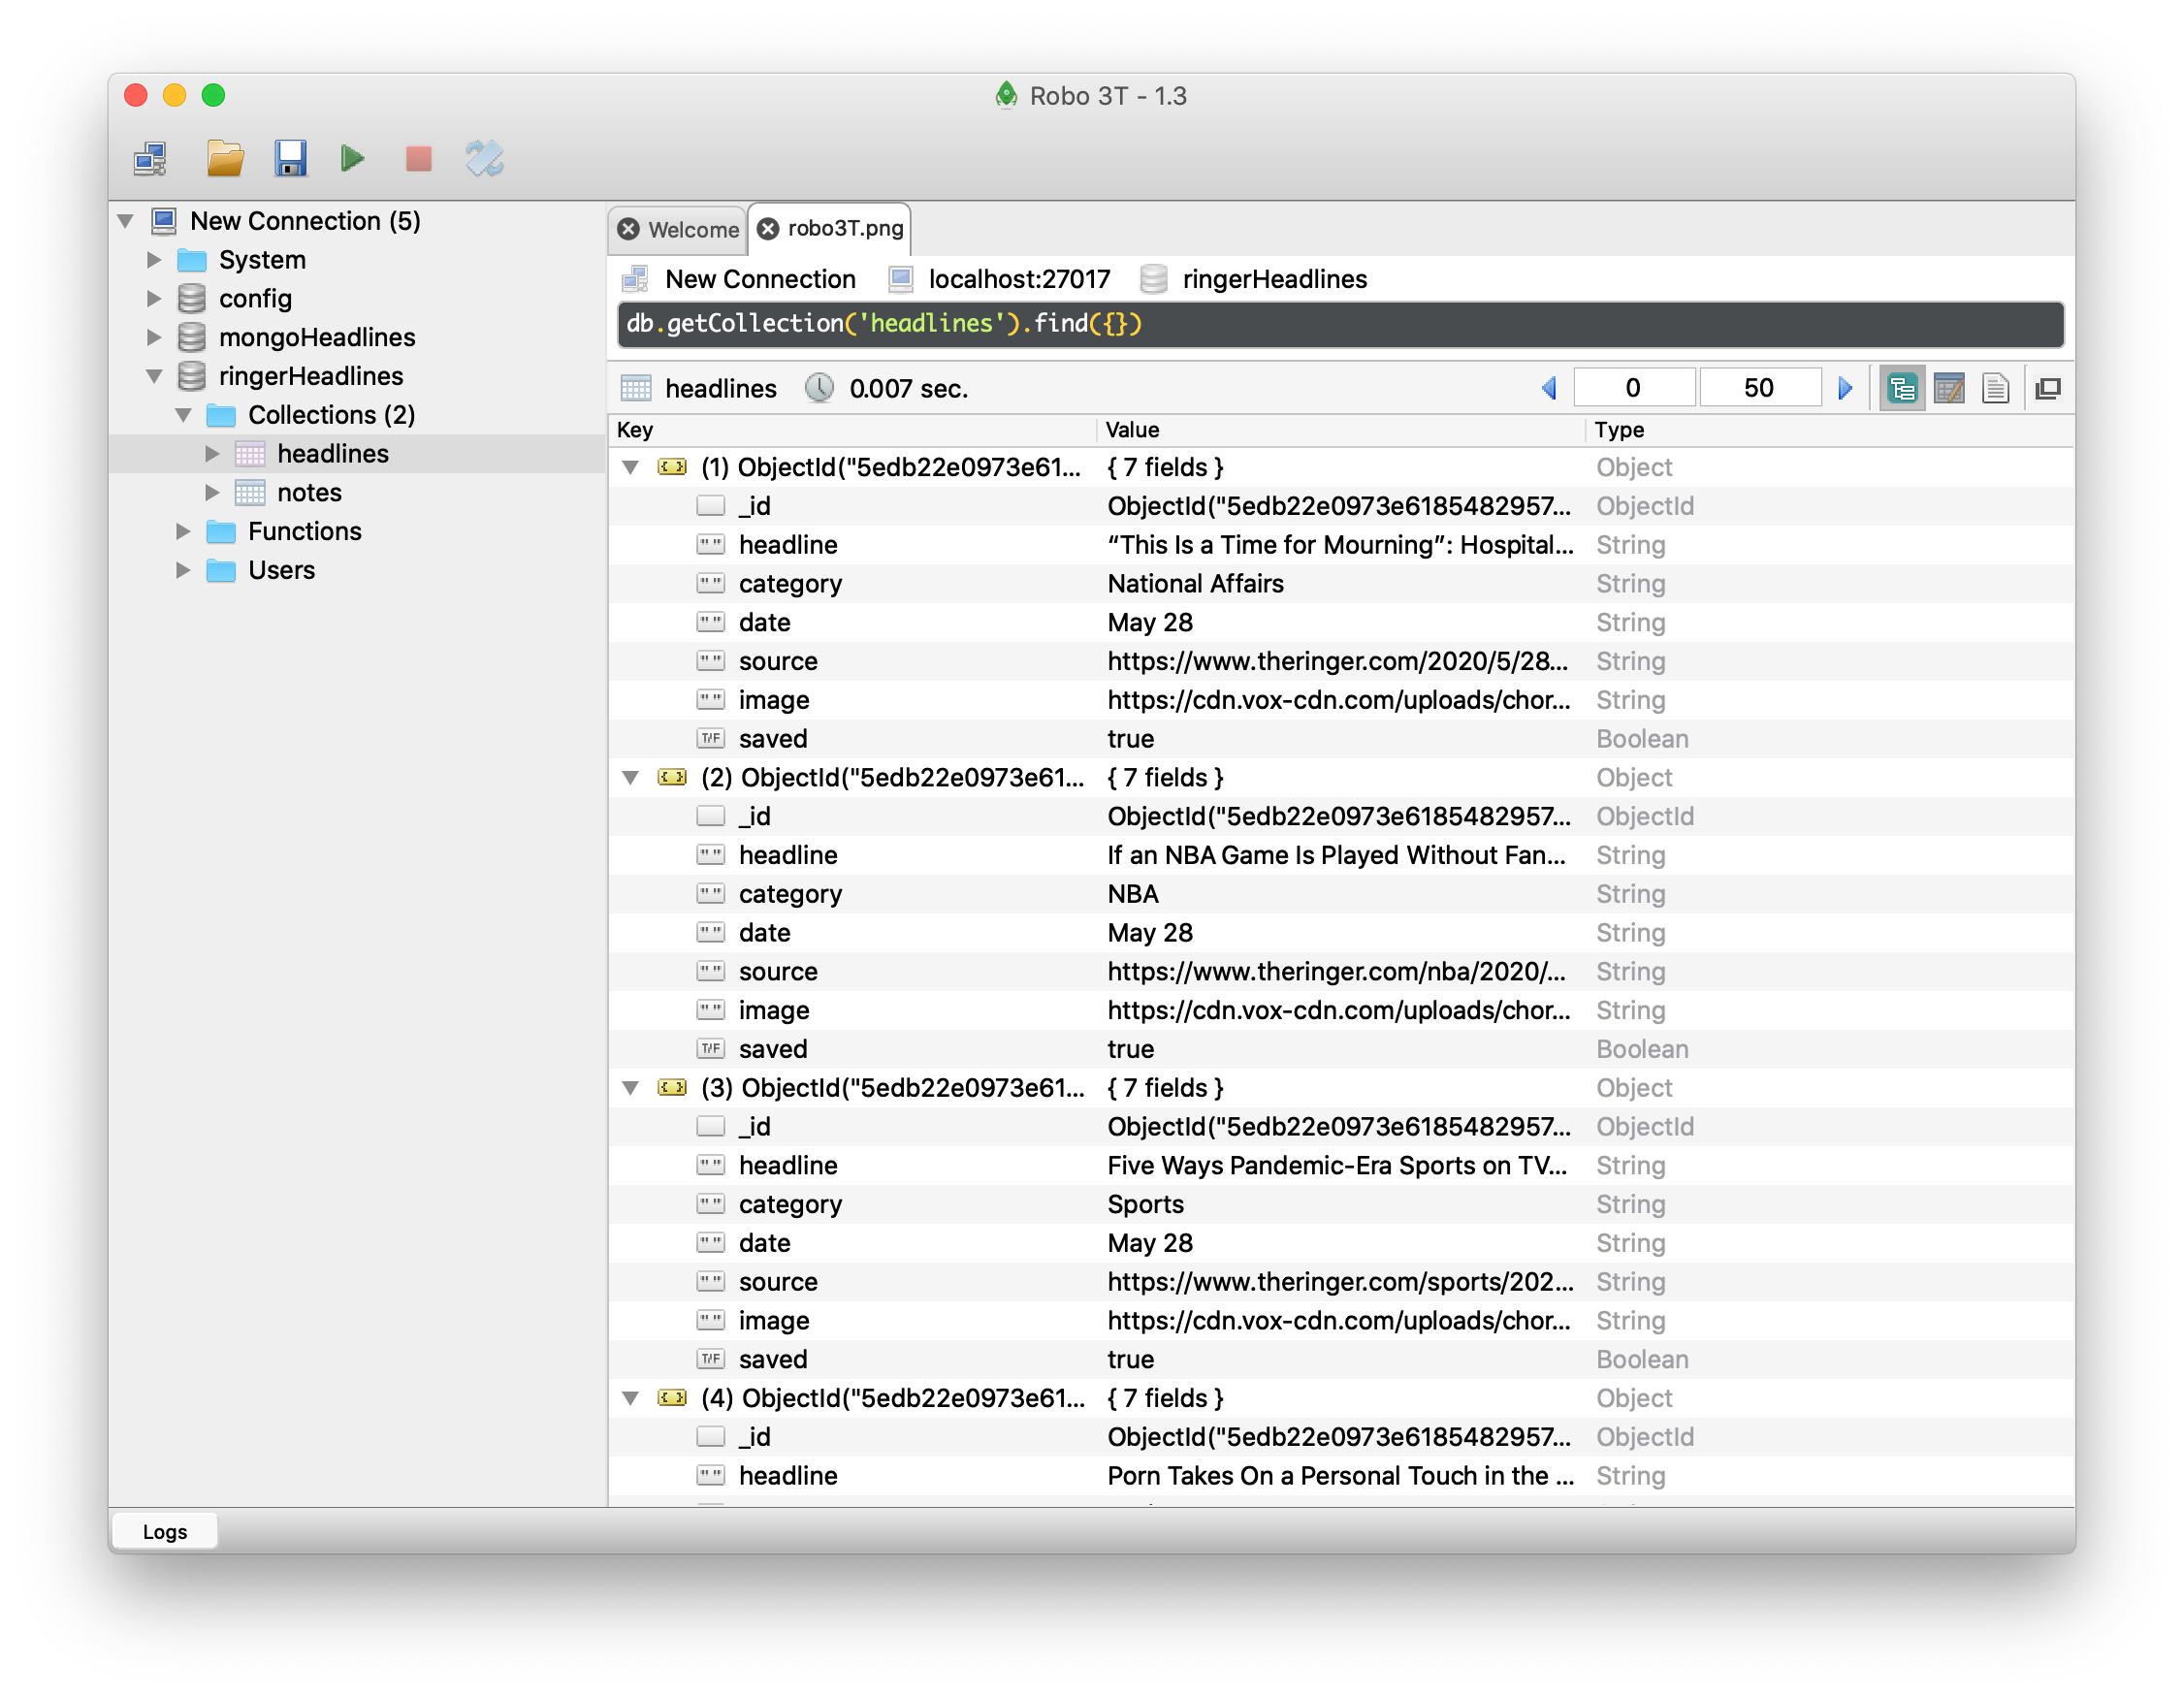 Robo 3T - 1.3
New Connection (5)
System
config
mongoHeadlines
ringerHeadlines
Collections (2)
headlines
notes
Functions
Users
Welcome
robo3T.png
New Connection localhost:27017 ringerHeadlines
db.getCollection('headlines').find({})
headlines 0.007 sec. 0 50
Key Value Type
(1) ObjectId("5edb22e0973e61... { 7 fields } Object
_id ObjectId("5edb22e0973e6185482957... ObjectId
headline “This Is a Time for Mourning”: Hospital... String
category National Affairs String
date May 28 String
source https://www.theringer.com/2020/5/28... String
image https://cdn.vox-cdn.com/uploads/chor... String
T/F saved true Boolean
(2) ObjectId("5edb22e0973e61... { 7 fields } Object
_id ObjectId("5edb22e0973e6185482957... ObjectId
headline If an NBA Game Is Played Without Fan... String
category NBA String
date May 28 String
source https://www.theringer.com/nba/2020/... String
image https://cdn.vox-cdn.com/uploads/chor... String
T/F saved true Boolean
(3) ObjectId("5edb22e0973e61... { 7 fields } Object
_id ObjectId("5edb22e0973e6185482957... ObjectId
headline Five Ways Pandemic-Era Sports on TV... String
category Sports String
date May 28 String
source https://www.theringer.com/sports/202... String
image https://cdn.vox-cdn.com/uploads/chor... String
T/F saved true Boolean
(4) ObjectId("5edb22e0973e61... { 7 fields } Object
_id ObjectId("5edb22e0973e6185482957... ObjectId
headline Porn Takes On a Personal Touch in the ... String
Logs